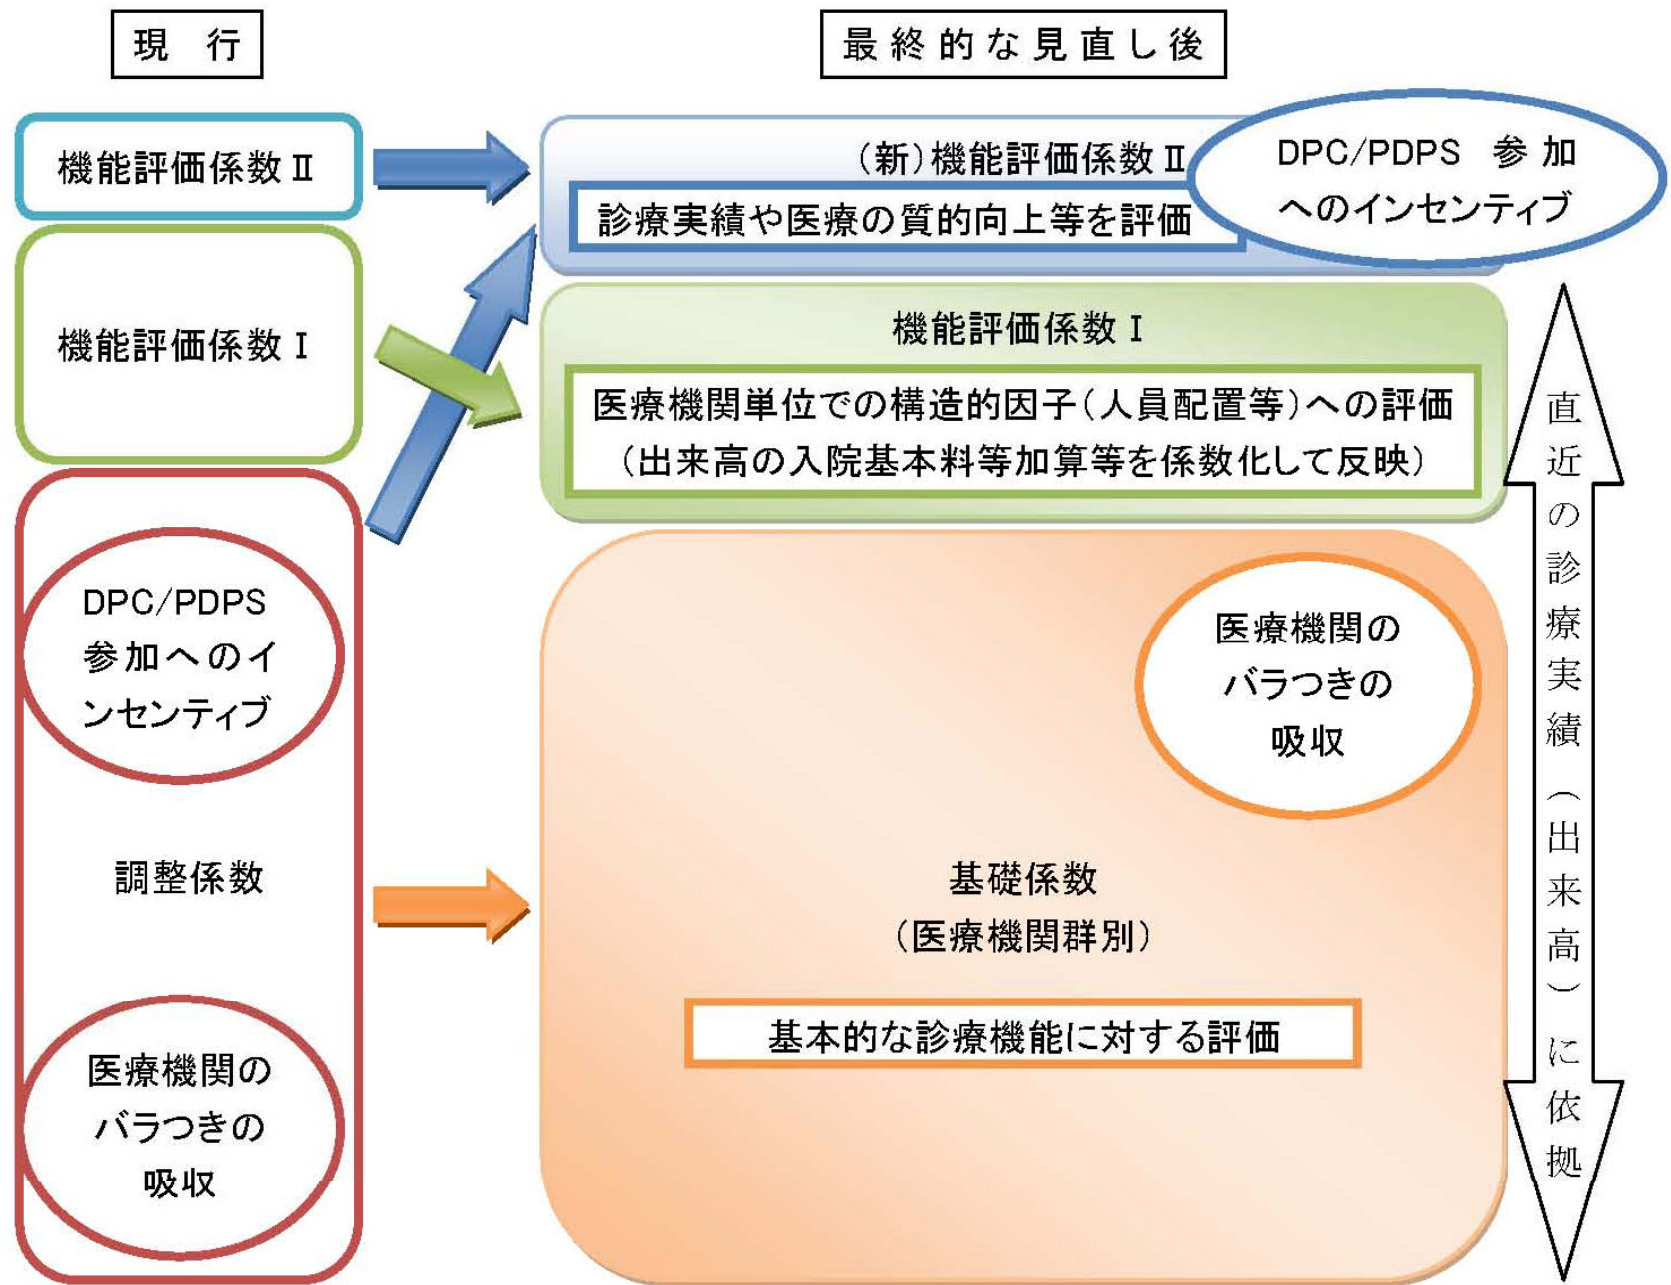 現 行
機能評価係数Ⅱ
機能評価係数Ⅰ
DPC/PDPS
参加へのイ
ンセンティブ
調整係数
医療機関の
バラつきの
吸収
最終的な見直し後
（新）機能評価係数Ⅱ
診療実績や医療の質的向上等を評価
DPC/PDPS 参加
へのインセンティブ
機能評価係数Ⅰ
医療機関単位での構造的因子（人員配置等）への評価
（出来高の入院基本料等加算等を係数化して反映）
医療機関の
バラつきの
吸収
基礎係数
（医療機関群別）
基本的な診療機能に対する評価
直近の診療実績（出来高）に依拠